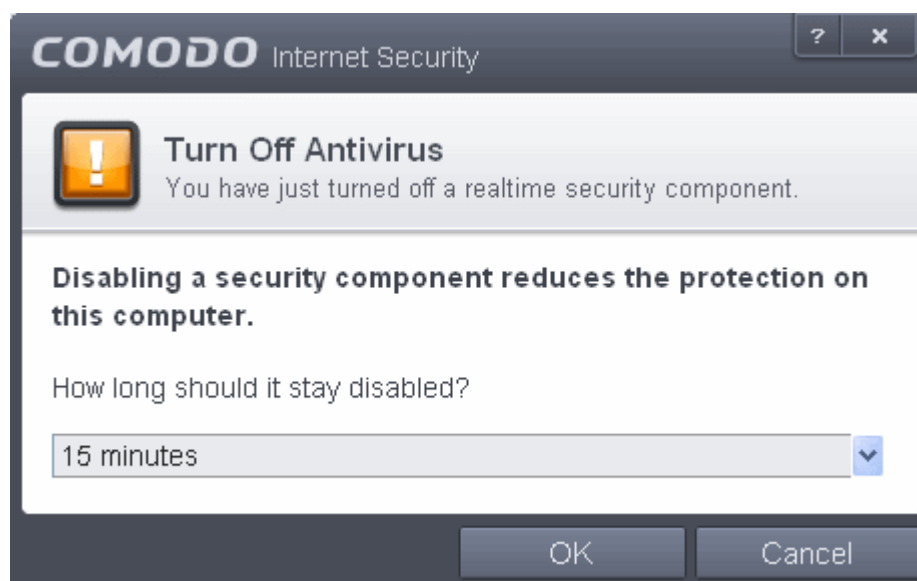 COMODO Internet Security
? x
Turn Off Antivirus
You have just turned off a realtime security component.
Disabling a security component reduces the protection on
this computer.
How long should it stay disabled?
15 minutes
OK Cancel